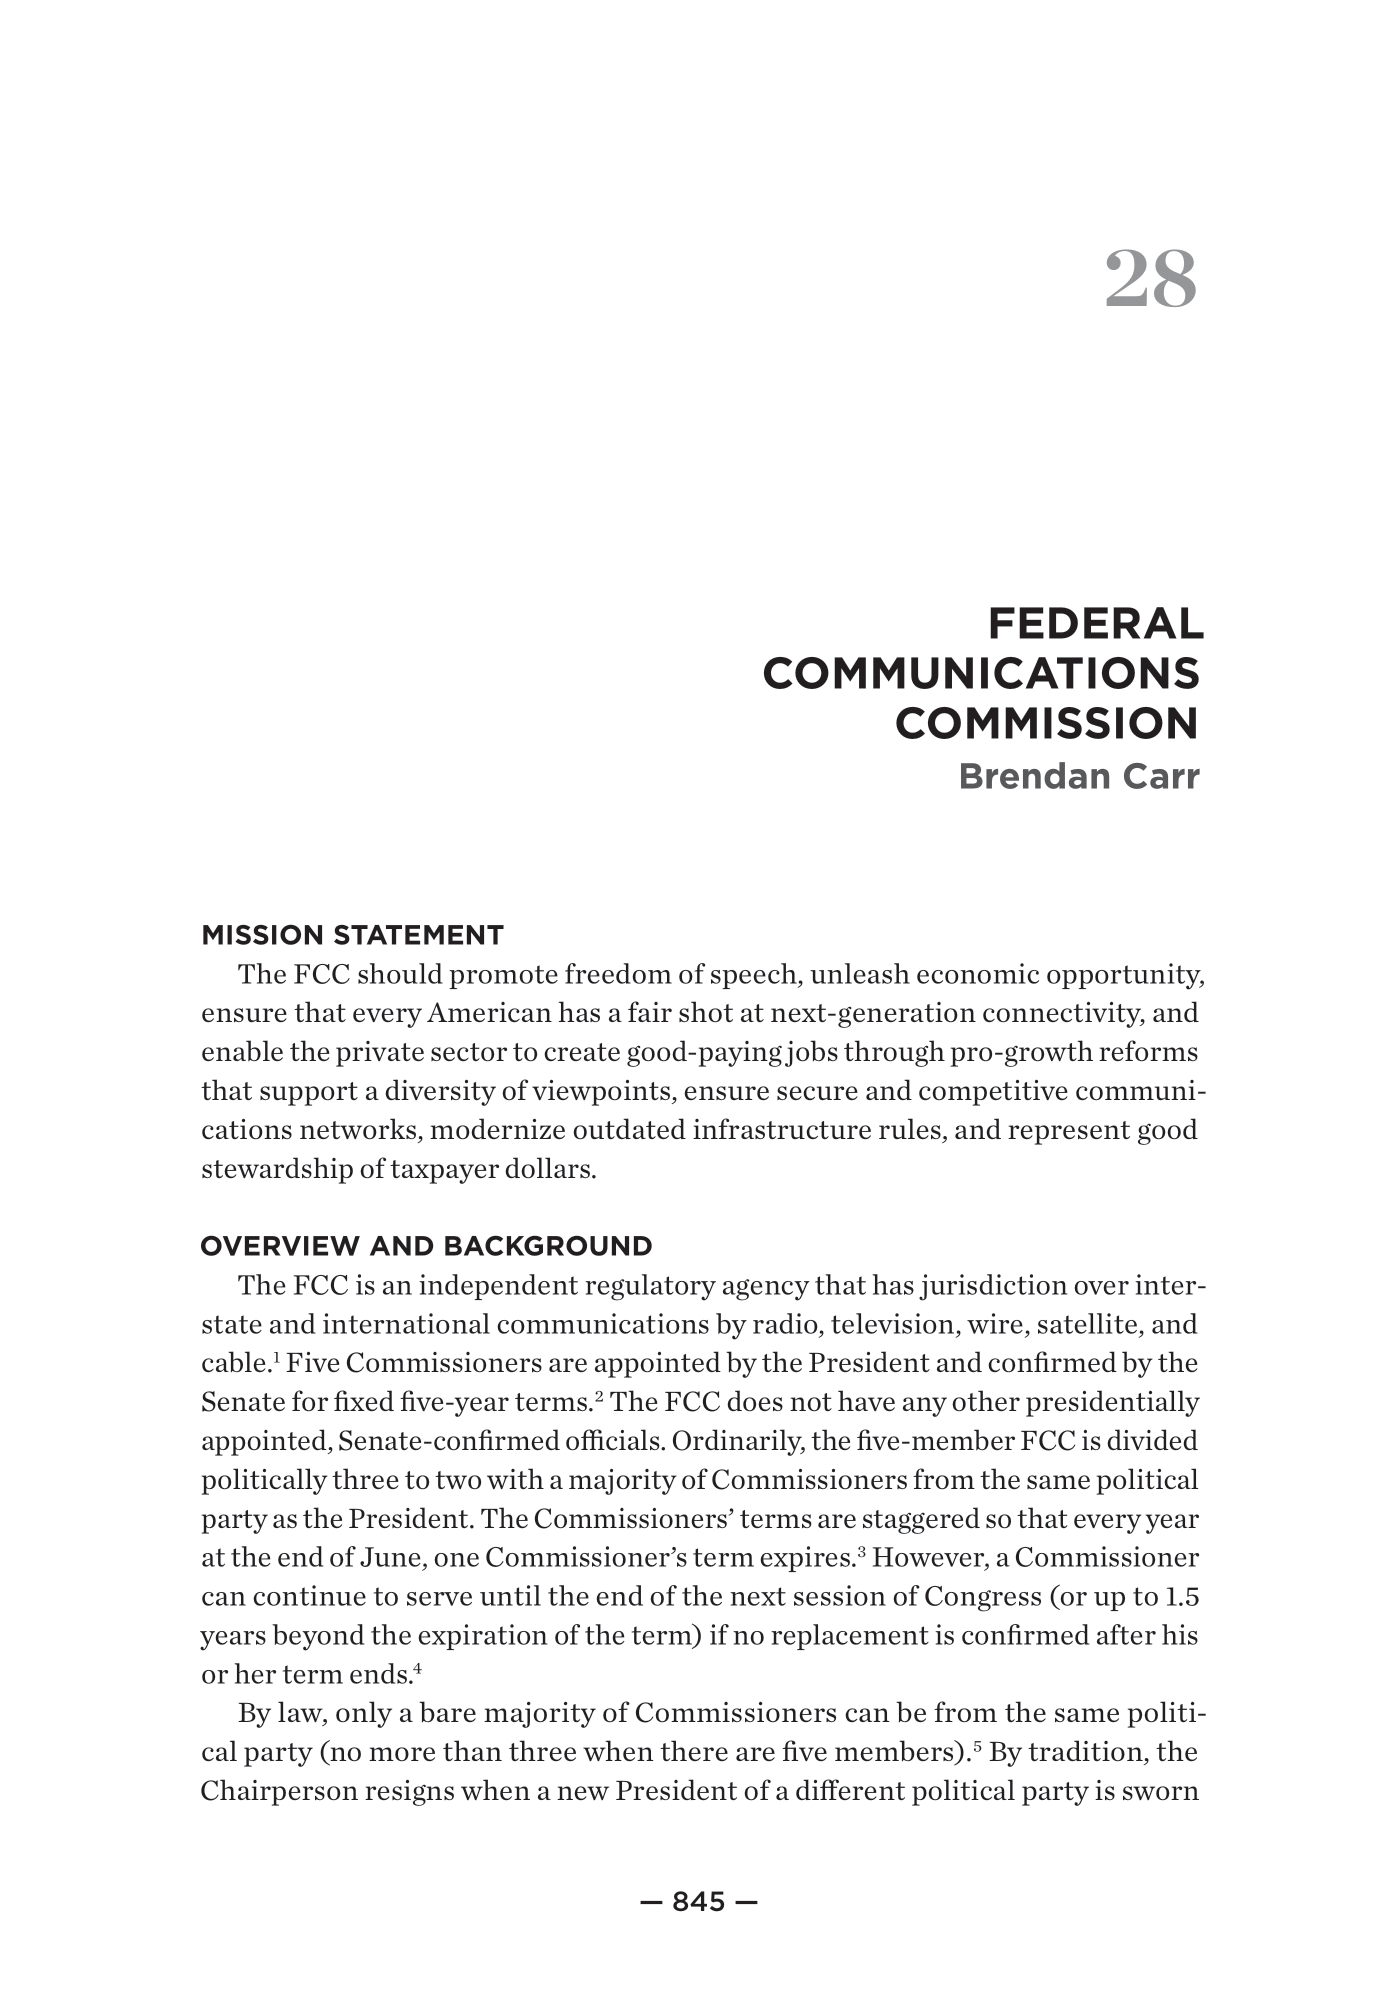 28
FEDERAL
COMMUNICATIONS
COMMISSION
Brendan Carr
MISSION STATEMENT
The FCC should promote freedom of speech, unleash economic opportunity,
ensure that every American has a fair shot at next-generation connectivity, and
enable the private sector to create good-paying jobs through pro-growth reforms
that support a diversity of viewpoints, ensure secure and competitive communi-
cations networks, modernize outdated infrastructure rules, and represent good
stewardship of taxpayer dollars.
OVERVIEW AND BACKGROUND
The FCC is an independent regulatory agency that has jurisdiction over inter-
state and international communications by radio, television, wire, satellite, and
cable.¹ Five Commissioners are appointed by the President and confirmed by the
Senate for fixed five-year terms.² The FCC does not have any other presidentially
appointed, Senate-confirmed officials. Ordinarily, the five-member FCC is divided
politically three to two with a majority of Commissioners from the same political
party as the President. The Commissioners’ terms are staggered so that every year
at the end of June, one Commissioner’s term expires.³ However, a Commissioner
can continue to serve until the end of the next session of Congress (or up to 1.5
years beyond the expiration of the term) if no replacement is confirmed after his
or her term ends.⁴
By law, only a bare majority of Commissioners can be from the same politi-
cal party (no more than three when there are five members).⁵ By tradition, the
Chairperson resigns when a new President of a different political party is sworn
— 845 —